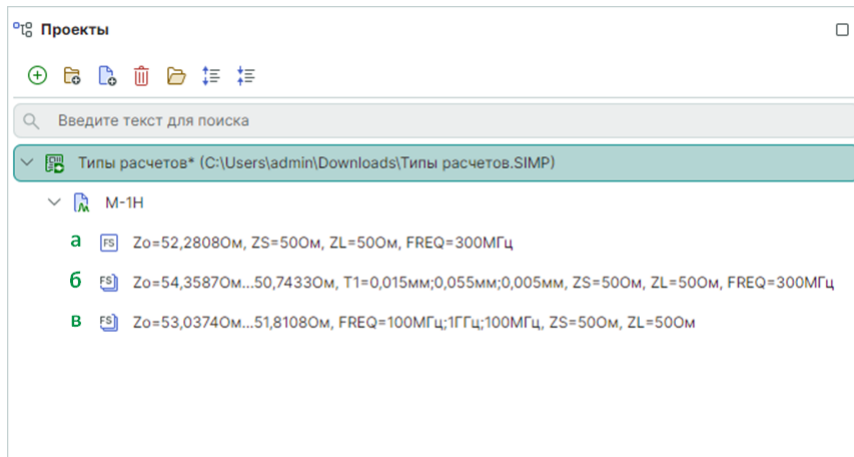 Проекты
Введите текст для поиска
Типы расчетов* (C:\Users\admin\Downloads\Типы расчетов.SIMP)
М-1Н
а FS Zo=52,2808Ом, ZS=50Ом, ZL=50Ом, FREQ=300МГц
б FS Zo=54,3587Ом...50,7433Ом, T1=0,015мм;0,055мм;0,005мм, ZS=50Ом, ZL=50Ом, FREQ=300МГц
в FS Zo=53,0374Ом...51,8108Ом, FREQ=100МГц;1ГГц;100МГц, ZS=50Ом, ZL=50Ом